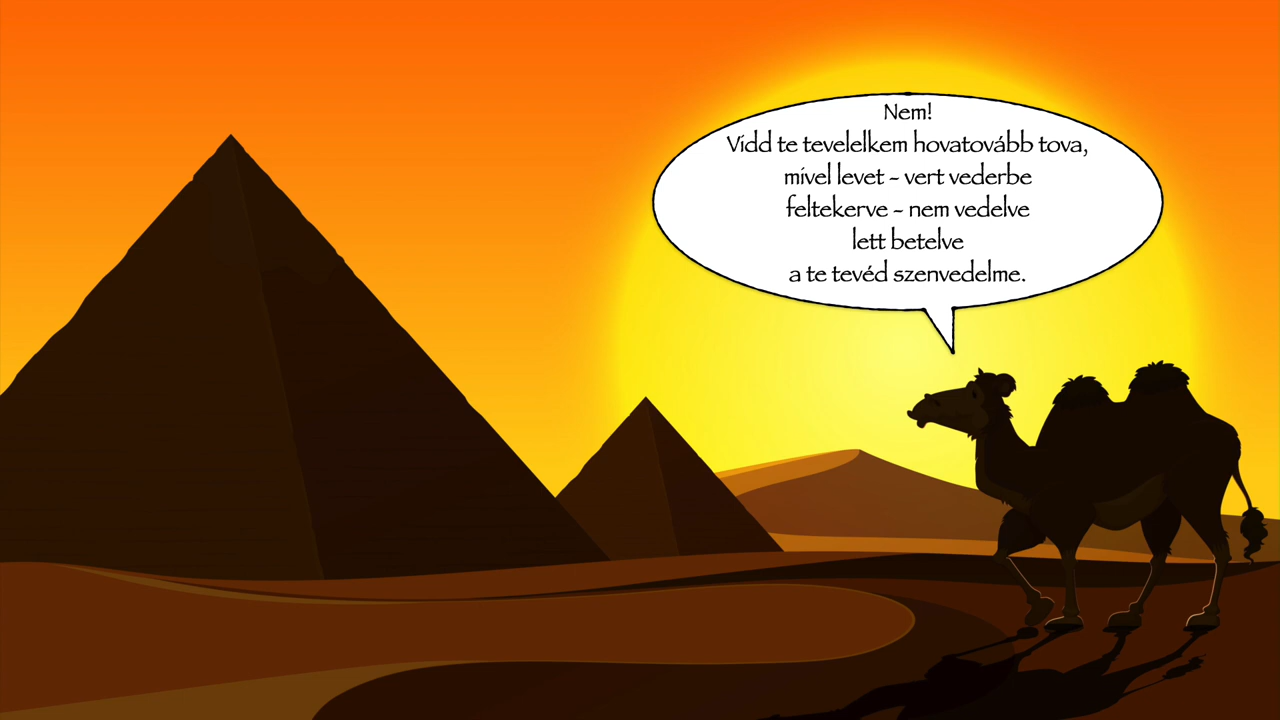 Nem!
Vidd te tevelelkem hovatovább tova,
mivel levet - vert vederbe
feltekerve - nem vedelve
lett betelve
a te tevéd szenvedelme.